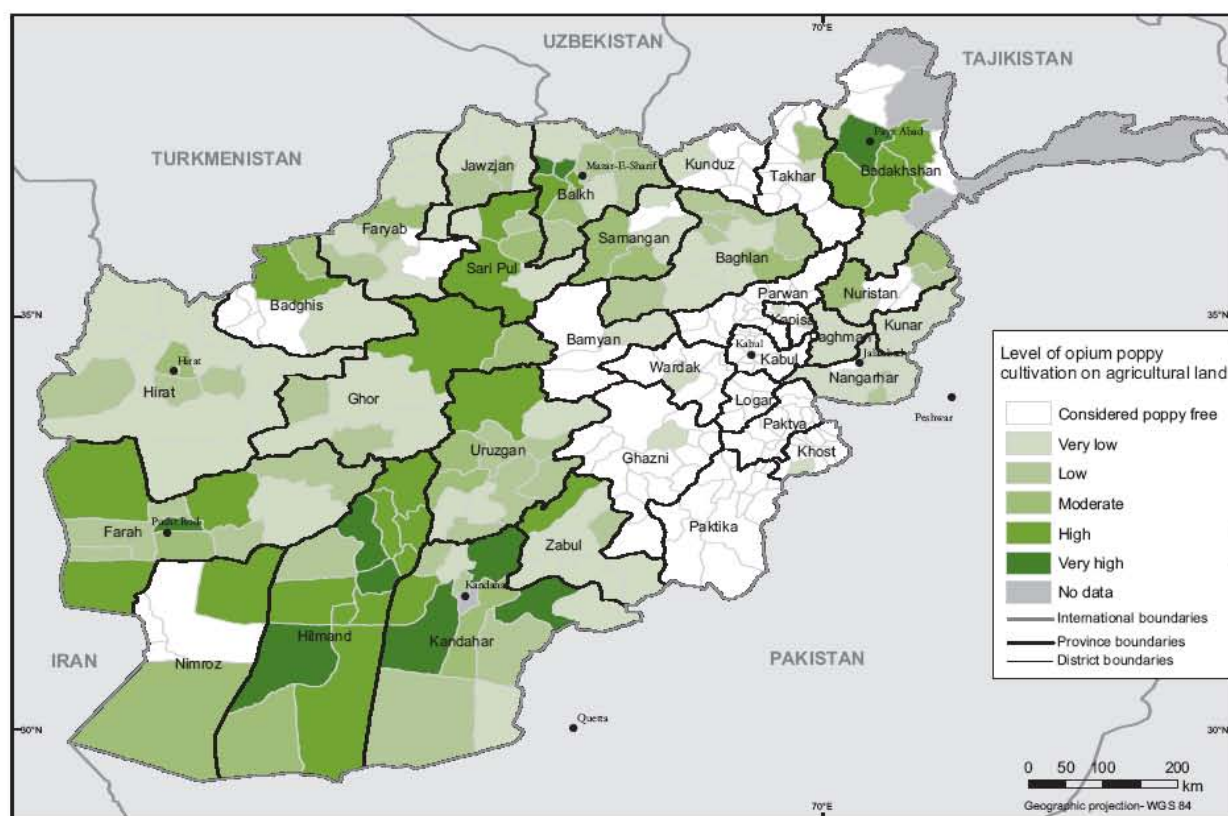 70°E
UZBEKISTAN
TAJIKISTAN
TURKMENISTAN
Jawzjan
Mazar-E-Sharif
Balkh
Kunduz
Takhar
Badakhshan
Faryab
Samangan
Sari Pul
Baghlan
Badghis
Parwan
Nuristan
35°N
Kapisa
Kunar
35°N
Bamyan
Kabul
Kabul
Hirat
Hirat
Wardak
Nangarhar
Ghor
Logar
Peshwar
Paktya
Uruzgan
Ghazni
Khost
Farah
Paktika
Zabul
Hilmand
Kandahar
Nimroz
IRAN
PAKISTAN
Quetta
30°N
70°E
Level of opium poppy
cultivation on agricultural land
Considered poppy free
Very low
Low
Moderate
High
Very high
No data
International boundaries
Province boundaries
District boundaries
0 50 100 200
km
Geographic projection- WGS 84